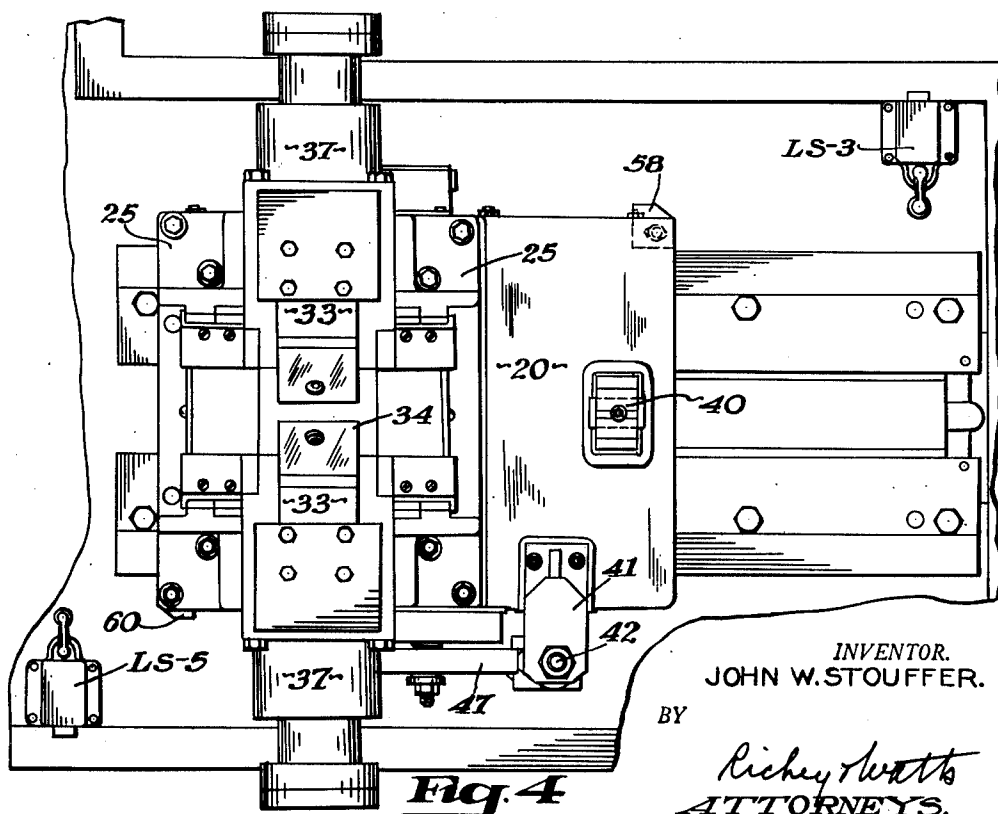 -37-
LS-3
58
25
25
-33-
-20-
40
34
-33-
41
60
42
LS-5
-37-
47
INVENTOR.
JOHN W. STOUFFER.
BY
Richey & Watts
ATTORNEYS.
Fig. 4